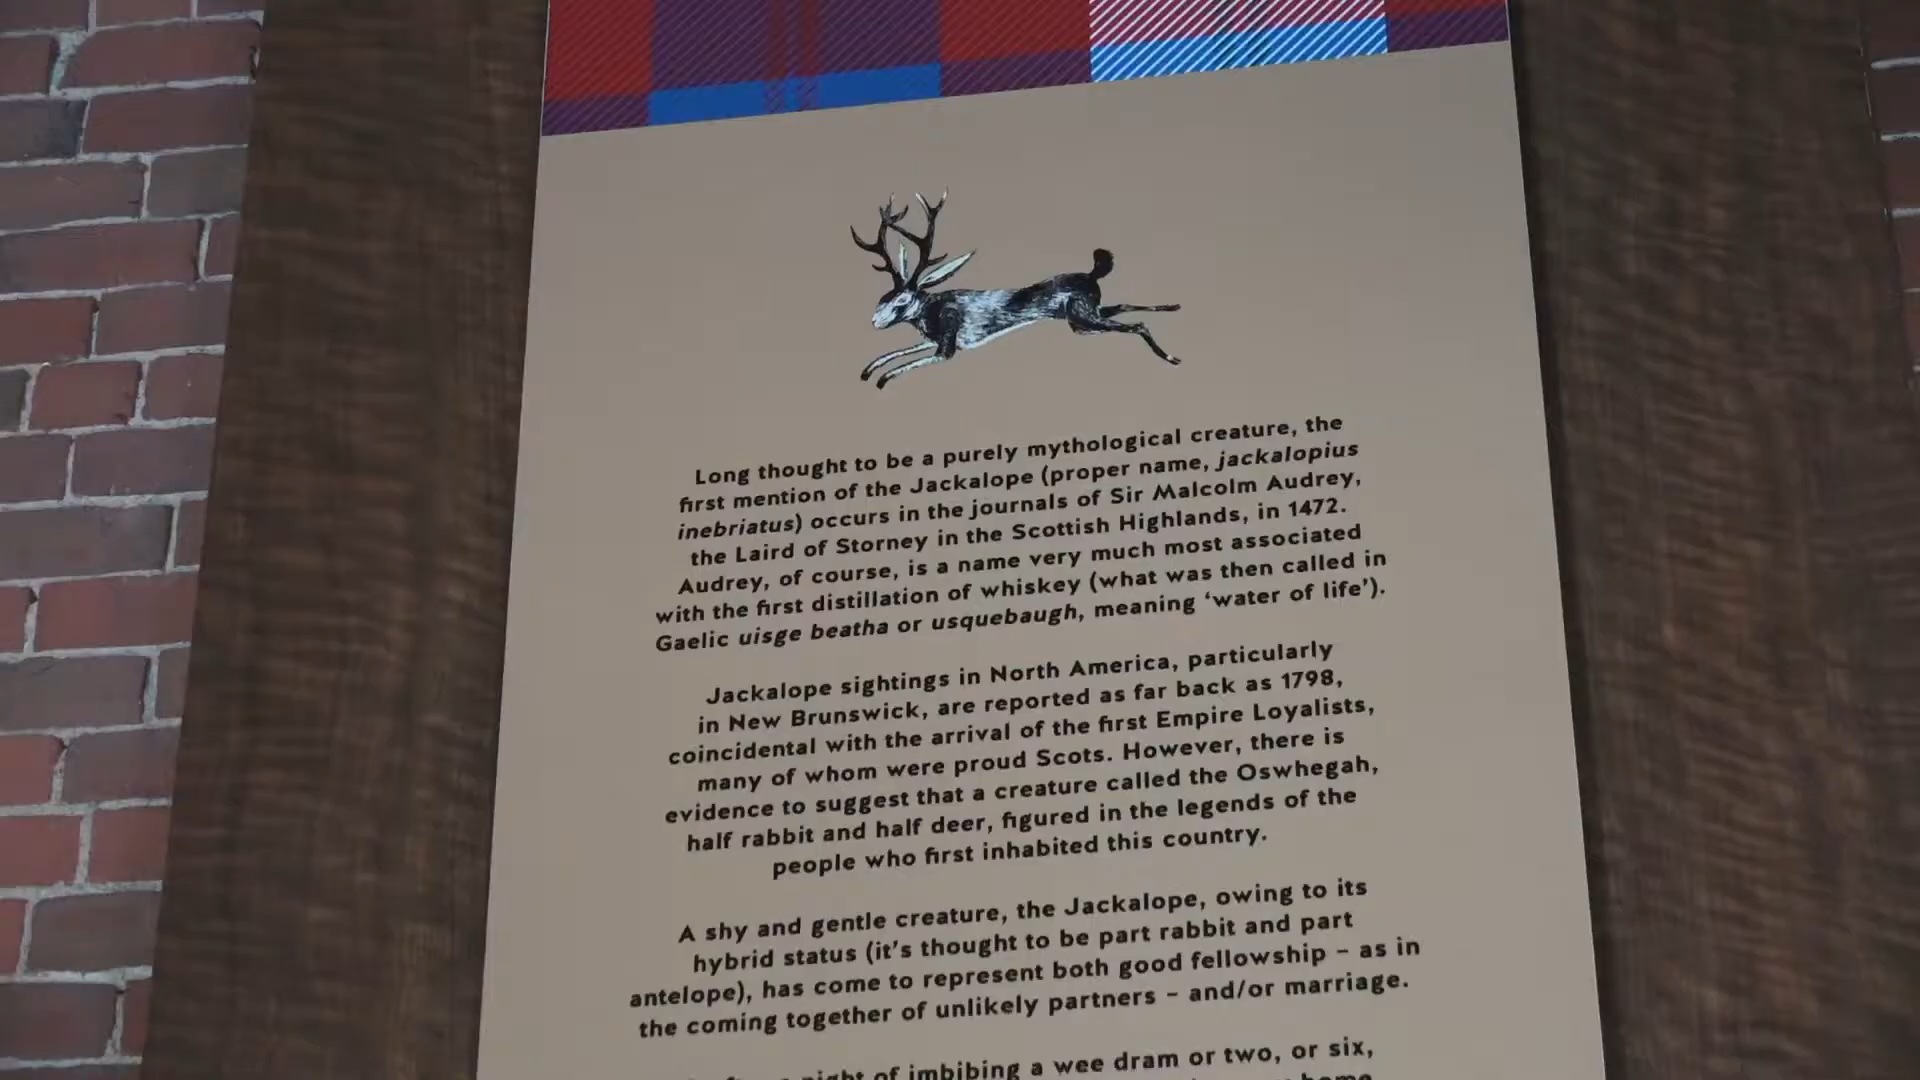 Long thought to be a purely mythological creature, the
first mention of the Jackalope (proper name, jackalopius
inebriatus) occurs in the journals of Sir Malcolm Audrey,
the Laird of Storney in the Scottish Highlands, in 1472.
Audrey, of course, is a name very much most associated
with the first distillation of whiskey (what was then called in
Gaelic uisge beatha or usquebaugh, meaning ‘water of life’).
Jackalope sightings in North America, particularly
in New Brunswick, are reported as far back as 1798,
coincidental with the arrival of the first Empire Loyalists,
many of whom were proud Scots. However, there is
evidence to suggest that a creature called the Oswhegah,
half rabbit and half deer, figured in the legends of the
people who first inhabited this country.
A shy and gentle creature, the Jackalope, owing to its
hybrid status (it’s thought to be part rabbit and part
antelope), has come to represent both good fellowship – as in
the coming together of unlikely partners – and/or marriage.
night of imbibing a wee dram or two, or six,
home